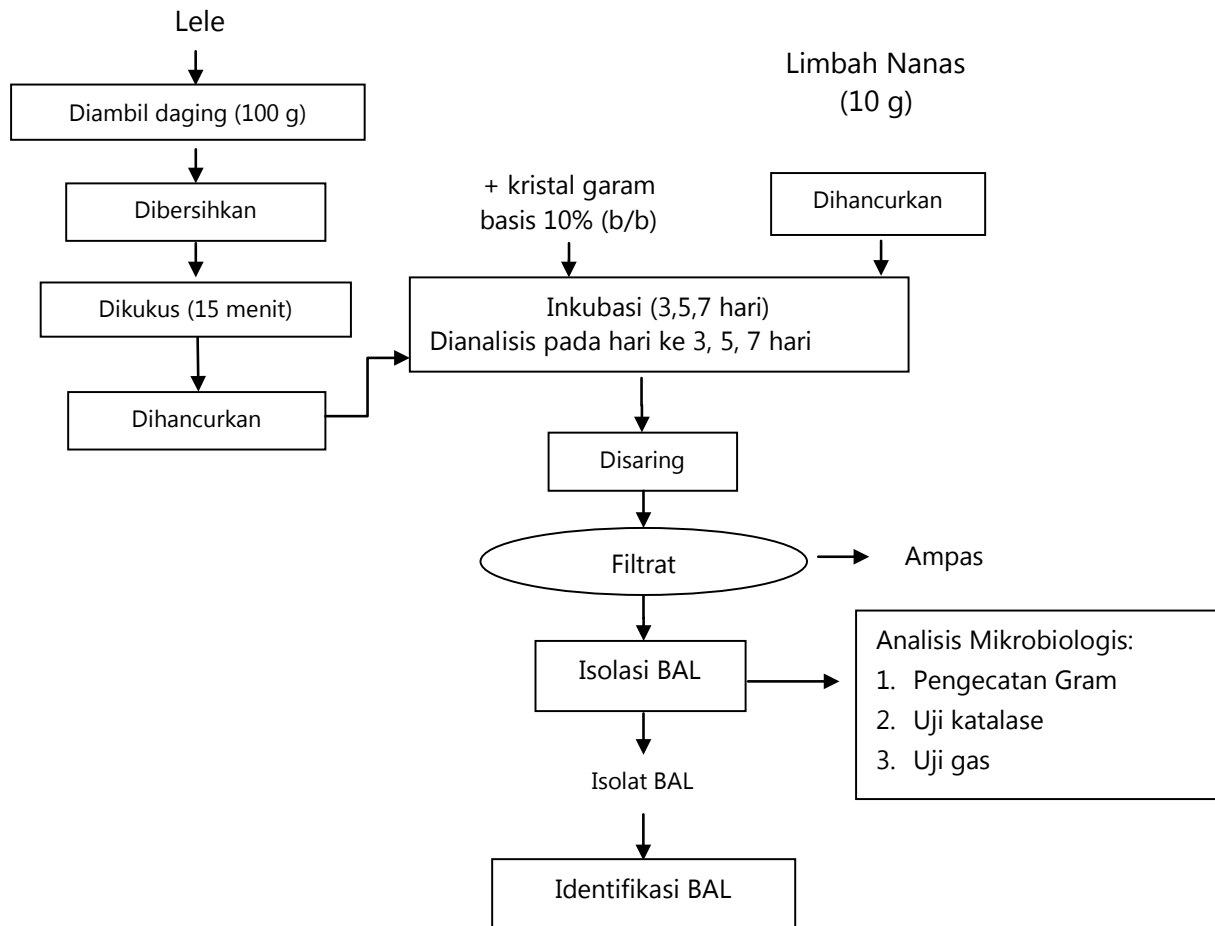 Lele
Diambil daging (100 g)
Dibersihkan
Dikukus (15 menit)
Dihancurkan
Limbah Nanas
(10 g)
+ kristal garam
basis 10% (b/b)
Dihancurkan
Inkubasi (3,5,7 hari)
Dianalisis pada hari ke 3, 5, 7 hari
Disaring
Filtrat
Ampas
Isolasi BAL
Analisis Mikrobiologis:
1. Pengecatan Gram
2. Uji katalase
3. Uji gas
Isolat BAL
Identifikasi BAL